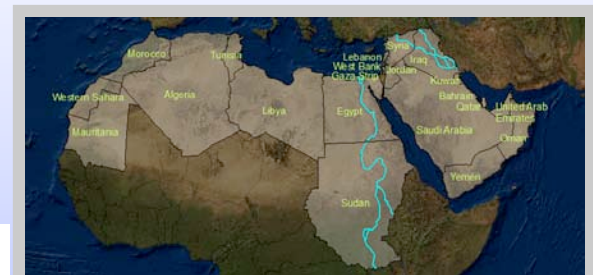 Morocco
Tunisia
Lebanon
Syria
West Bank
Iraq
Gaza Strip
Jordan
Kuwait
Western Sahara
Algeria
Libya
Egypt
Bahrain
Qatar
United Arab
Emirates
Mauritania
Saudi Arabia
Oman
Yemen
Sudan